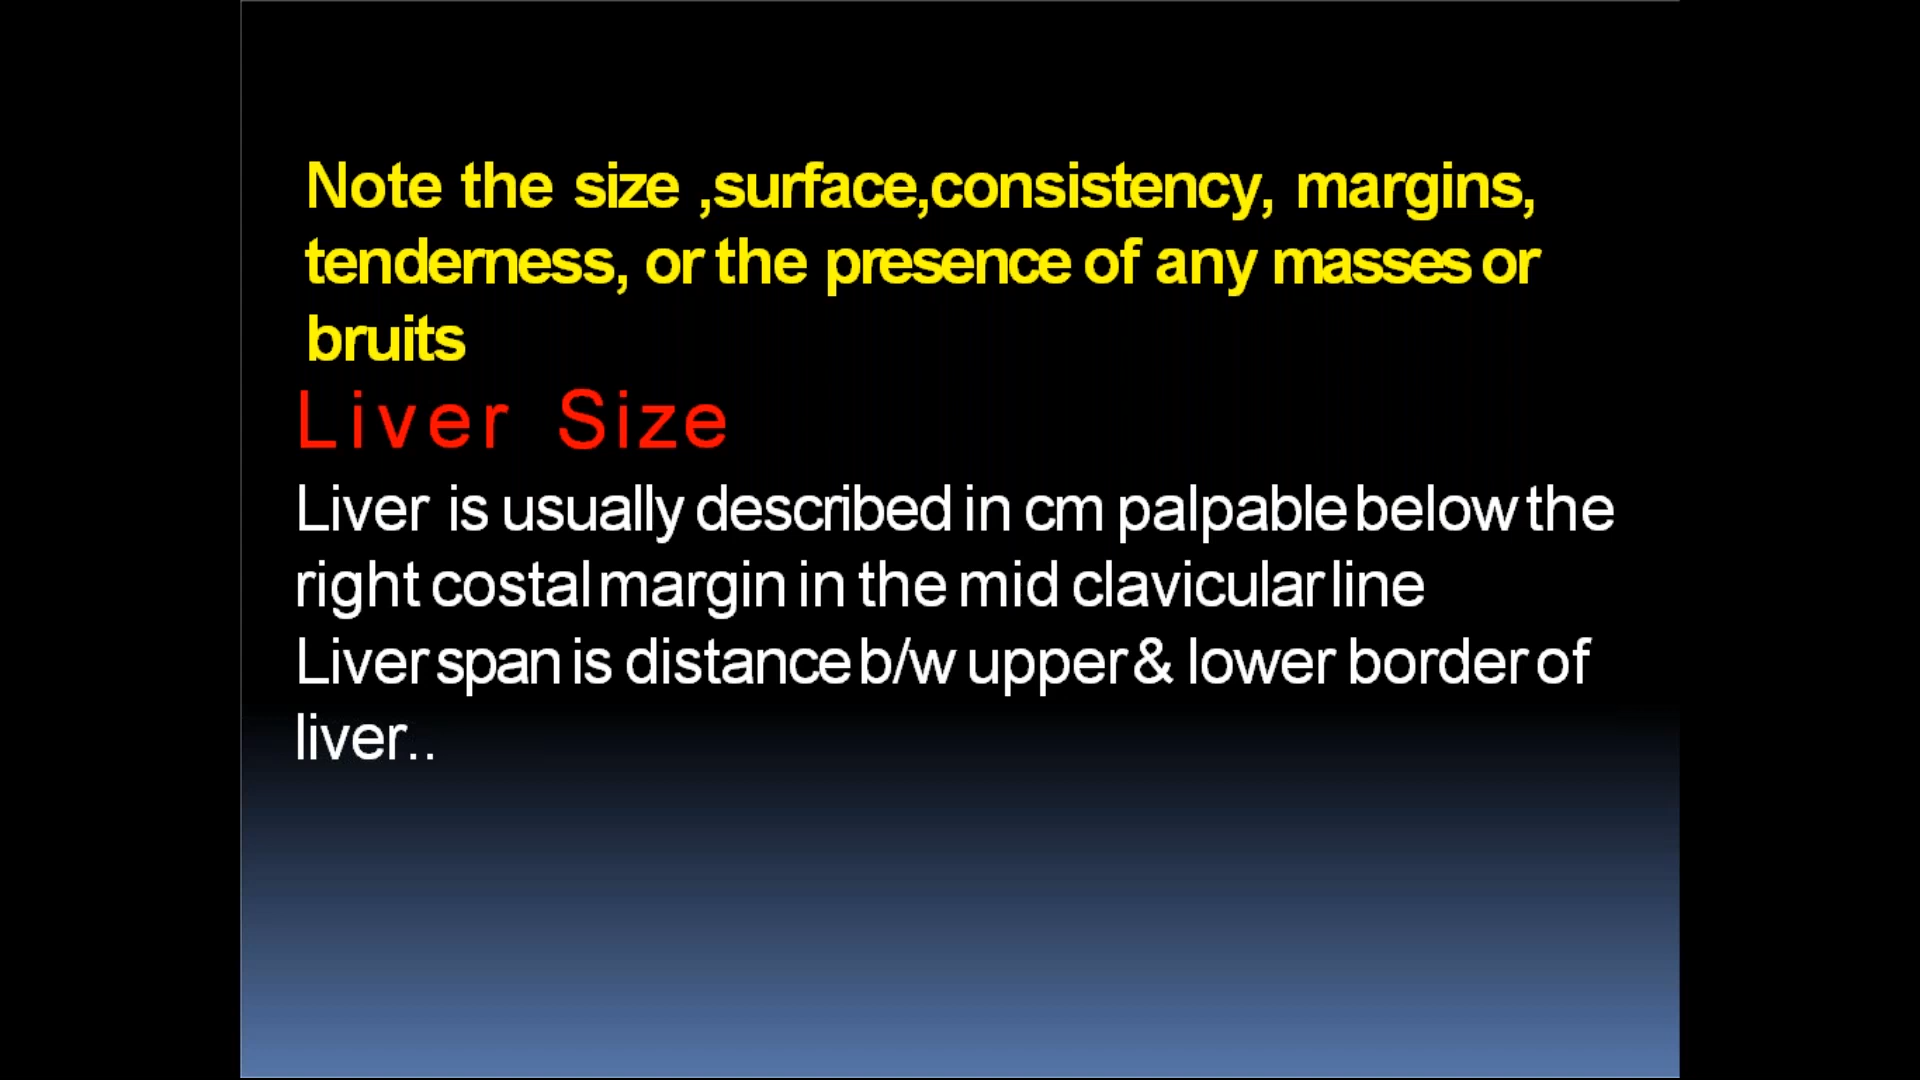 Note the size ,surface,consistency, margins,
tenderness, or the presence of any masses or
bruits
Liver Size
Liver is usually described in cm palpable below the
right costal margin in the mid clavicular line
Liver span is distance b/w upper & lower border of
liver..